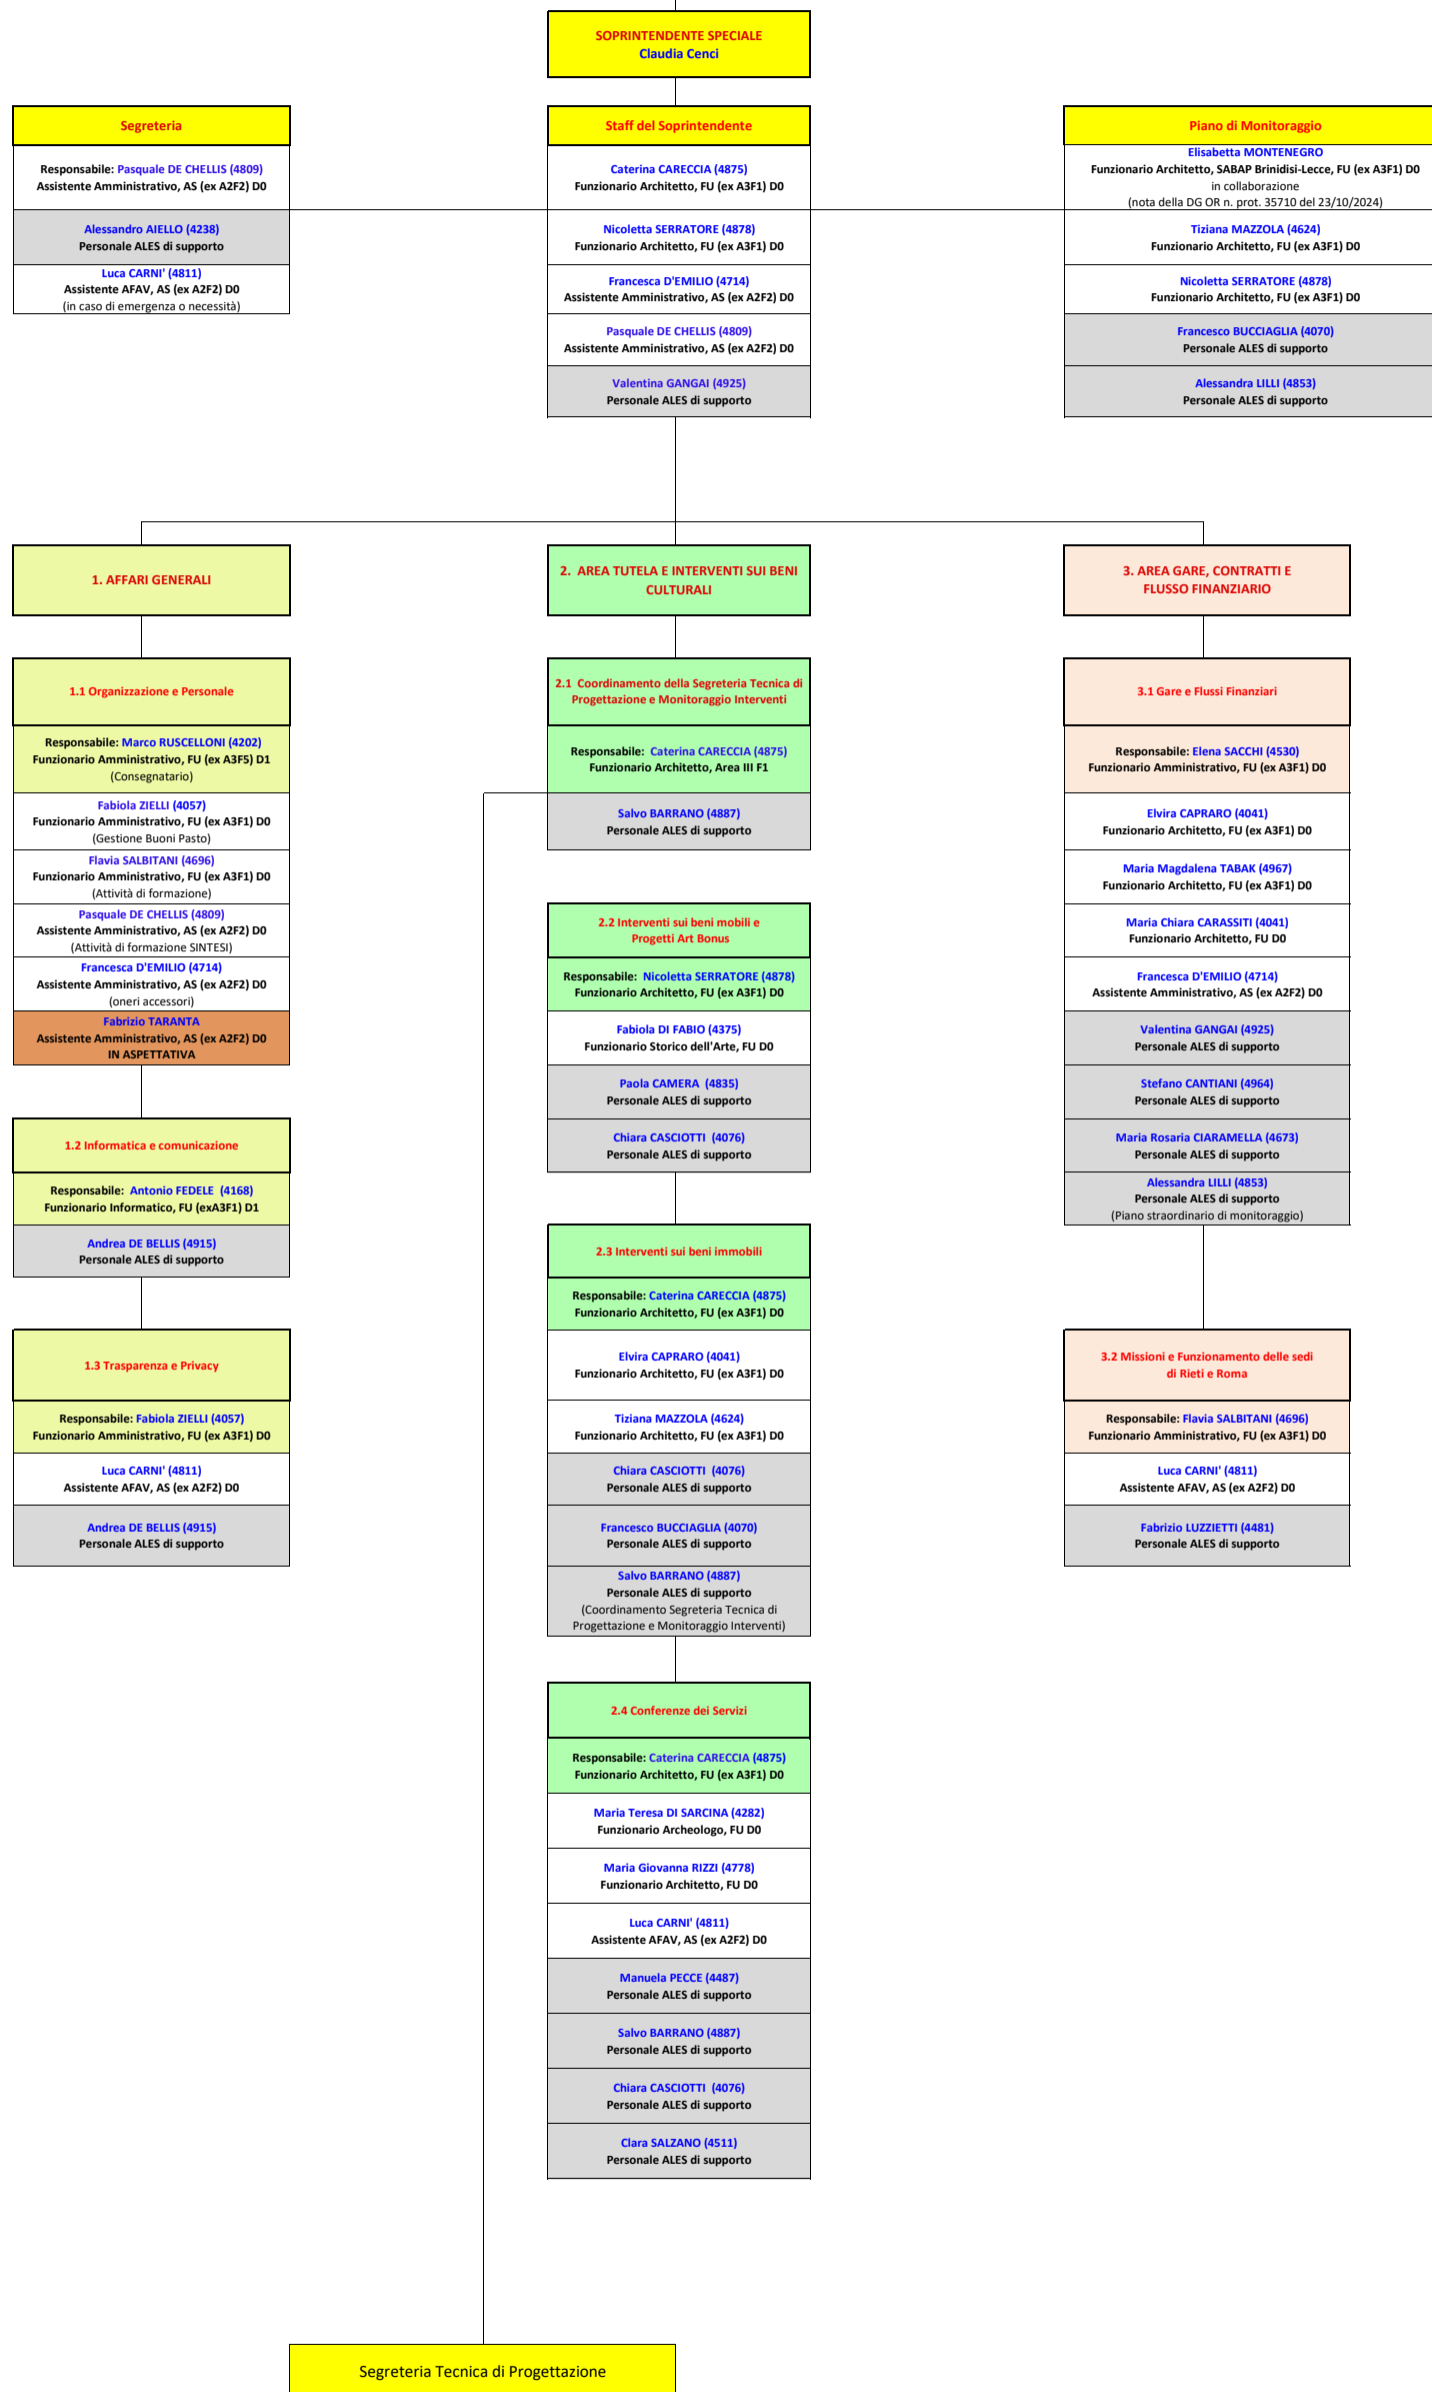 SOPRINTENDENTE SPECIALE
Claudia Cenci
Segreteria
Responsabile: Pasquale DE CHELLIS (4809)
Assistente Amministrativo, AS (ex A2F2) D0
Alessandro AIELLO (4238)
Personale ALES di supporto
Luca CARNI' (4811)
Assistente AFAV, AS (ex A2F2) D0
(in caso di emergenza o necessità)
Staff del Soprintendente
Caterina CARECCIA (4875)
Funzionario Architetto, FU (ex A3F1) D0
Nicoletta SERRATORE (4878)
Funzionario Architetto, FU (ex A3F1) D0
Francesca D'EMILIO (4714)
Assistente Amministrativo, AS (ex A2F2) D0
Pasquale DE CHELLIS (4809)
Assistente Amministrativo, AS (ex A2F2) D0
Valentina GANGAI (4925)
Personale ALES di supporto
Piano di Monitoraggio
Elisabetta MONTENEGRO
Funzionario Architetto, SABAP Brinidisi-Lecce, FU (ex A3F1) D0
in collaborazione
(nota della DG OR n. prot. 35710 del 23/10/2024)
Tiziana MAZZOLA (4624)
Funzionario Architetto, FU (ex A3F1) D0
Nicoletta SERRATORE (4878)
Funzionario Architetto, FU (ex A3F1) D0
Francesco BUCCIAGLIA (4070)
Personale ALES di supporto
Alessandra LILLI (4853)
Personale ALES di supporto
1. AFFARI GENERALI
1.1 Organizzazione e Personale
Responsabile: Marco RUSCELLONI (4202)
Funzionario Amministrativo, FU (ex A3F5) D1
(Consegnatario)
Fabiola ZIELLI (4057)
Funzionario Amministrativo, FU (ex A3F1) D0
(Gestione Buoni Pasto)
Flavia SALBITANI (4696)
Funzionario Amministrativo, FU (ex A3F1) D0
(Attività di formazione)
Pasquale DE CHELLIS (4809)
Assistente Amministrativo, AS (ex A2F2) D0
(Attività di formazione SINTESI)
Francesca D'EMILIO (4714)
Assistente Amministrativo, AS (ex A2F2) D0
(oneri accessori)
Fabrizio TARANTA
Assistente Amministrativo, AS (ex A2F2) D0
IN ASPETTATIVA
1.2 Informatica e comunicazione
Responsabile: Antonio FEDELE (4168)
Funzionario Informatico, FU (exA3F1) D1
Andrea DE BELLIS (4915)
Personale ALES di supporto
1.3 Trasparenza e Privacy
Responsabile: Fabiola ZIELLI (4057)
Funzionario Amministrativo, FU (ex A3F1) D0
Luca CARNI' (4811)
Assistente AFAV, AS (ex A2F2) D0
Andrea DE BELLIS (4915)
Personale ALES di supporto
2. AREA TUTELA E INTERVENTI SUI BENI
CULTURALI
2.1 Coordinamento della Segreteria Tecnica di
Progettazione e Monitoraggio Interventi
Responsabile: Caterina CARECCIA (4875)
Funzionario Architetto, Area III F1
Salvo BARRANO (4887)
Personale ALES di supporto
2.2 Interventi sui beni mobili e
Progetti Art Bonus
Responsabile: Nicoletta SERRATORE (4878)
Funzionario Architetto, FU (ex A3F1) D0
Fabiola DI FABIO (4375)
Funzionario Storico dell'Arte, FU D0
Paola CAMERA (4835)
Personale ALES di supporto
Chiara CASCIOTTI (4076)
Personale ALES di supporto
2.3 Interventi sui beni immobili
Responsabile: Caterina CARECCIA (4875)
Funzionario Architetto, FU (ex A3F1) D0
Elvira CAPRARO (4041)
Funzionario Architetto, FU (ex A3F1) D0
Tiziana MAZZOLA (4624)
Funzionario Architetto, FU (ex A3F1) D0
Chiara CASCIOTTI (4076)
Personale ALES di supporto
Francesco BUCCIAGLIA (4070)
Personale ALES di supporto
Salvo BARRANO (4887)
Personale ALES di supporto
(Coordinamento Segreteria Tecnica di
Progettazione e Monitoraggio Interventi)
2.4 Conferenze dei Servizi
Responsabile: Caterina CARECCIA (4875)
Funzionario Architetto, FU (ex A3F1) D0
Maria Teresa DI SARCINA (4282)
Funzionario Archeologo, FU D0
Maria Giovanna RIZZI (4778)
Funzionario Architetto, FU D0
Luca CARNI' (4811)
Assistente AFAV, AS (ex A2F2) D0
Manuela PECCE (4487)
Personale ALES di supporto
Salvo BARRANO (4887)
Personale ALES di supporto
Chiara CASCIOTTI (4076)
Personale ALES di supporto
Clara SALZANO (4511)
Personale ALES di supporto
3. AREA GARE, CONTRATTI E
FLUSSO FINANZIARIO
3.1 Gare e Flussi Finanziari
Responsabile: Elena SACCHI (4530)
Funzionario Amministrativo, FU (ex A3F1) D0
Elvira CAPRARO (4041)
Funzionario Architetto, FU (ex A3F1) D0
Maria Magdalena TABAK (4967)
Funzionario Architetto, FU (ex A3F1) D0
Maria Chiara CARASSITI (4041)
Funzionario Architetto, FU D0
Francesca D'EMILIO (4714)
Assistente Amministrativo, AS (ex A2F2) D0
Valentina GANGAI (4925)
Personale ALES di supporto
Stefano CANTIANI (4964)
Personale ALES di supporto
Maria Rosaria CIARAMELLA (4673)
Personale ALES di supporto
Alessandra LILLI (4853)
Personale ALES di supporto
(Piano straordinario di monitoraggio)
3.2 Missioni e Funzionamento delle sedi
di Rieti e Roma
Responsabile: Flavia SALBITANI (4696)
Funzionario Amministrativo, FU (ex A3F1) D0
Luca CARNI' (4811)
Assistente AFAV, AS (ex A2F2) D0
Fabrizio LUZZIETTI (4481)
Personale ALES di supporto
Segreteria Tecnica di Progettazione